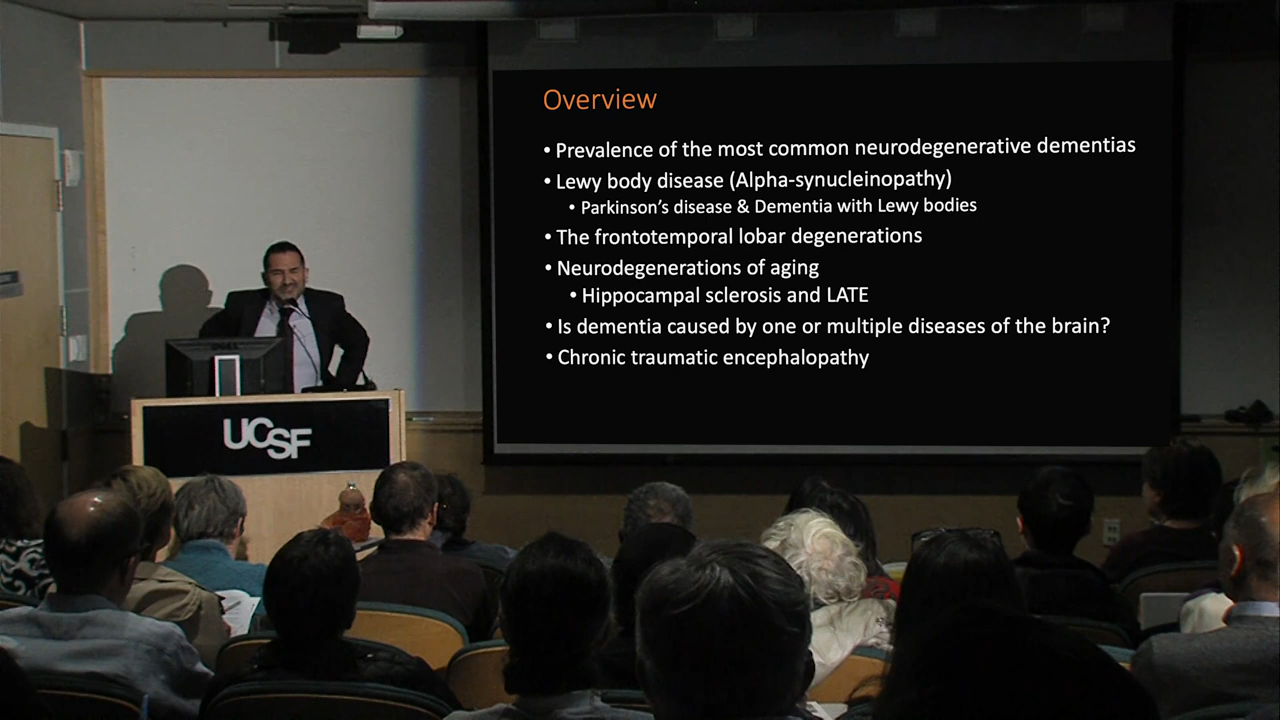 Overview
• Prevalence of the most common neurodegenerative dementias
• Lewy body disease (Alpha-synucleinopathy)
• Parkinson's disease & Dementia with Lewy bodies
• The frontotemporal lobar degenerations
• Neurodegenerations of aging
• Hippocampal sclerosis and LATE
• Is dementia caused by one or multiple diseases of the brain?
• Chronic traumatic encephalopathy
DELL
UCSF